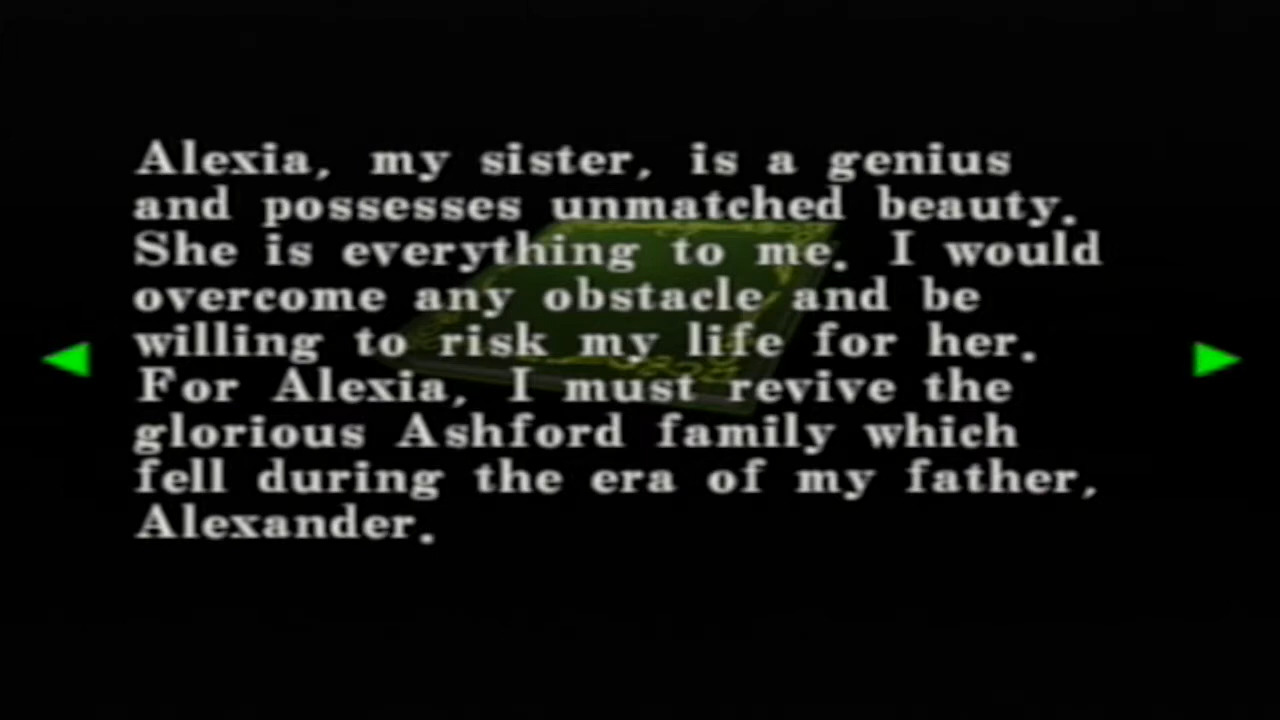 Alexia, my sister, is a genius
and possesses unmatched beauty.
She is everything to me. I would
overcome any obstacle and be
willing to risk my life for her.
For Alexia, I must revive the
glorious Ashford family which
fell during the era of my father,
Alexander.